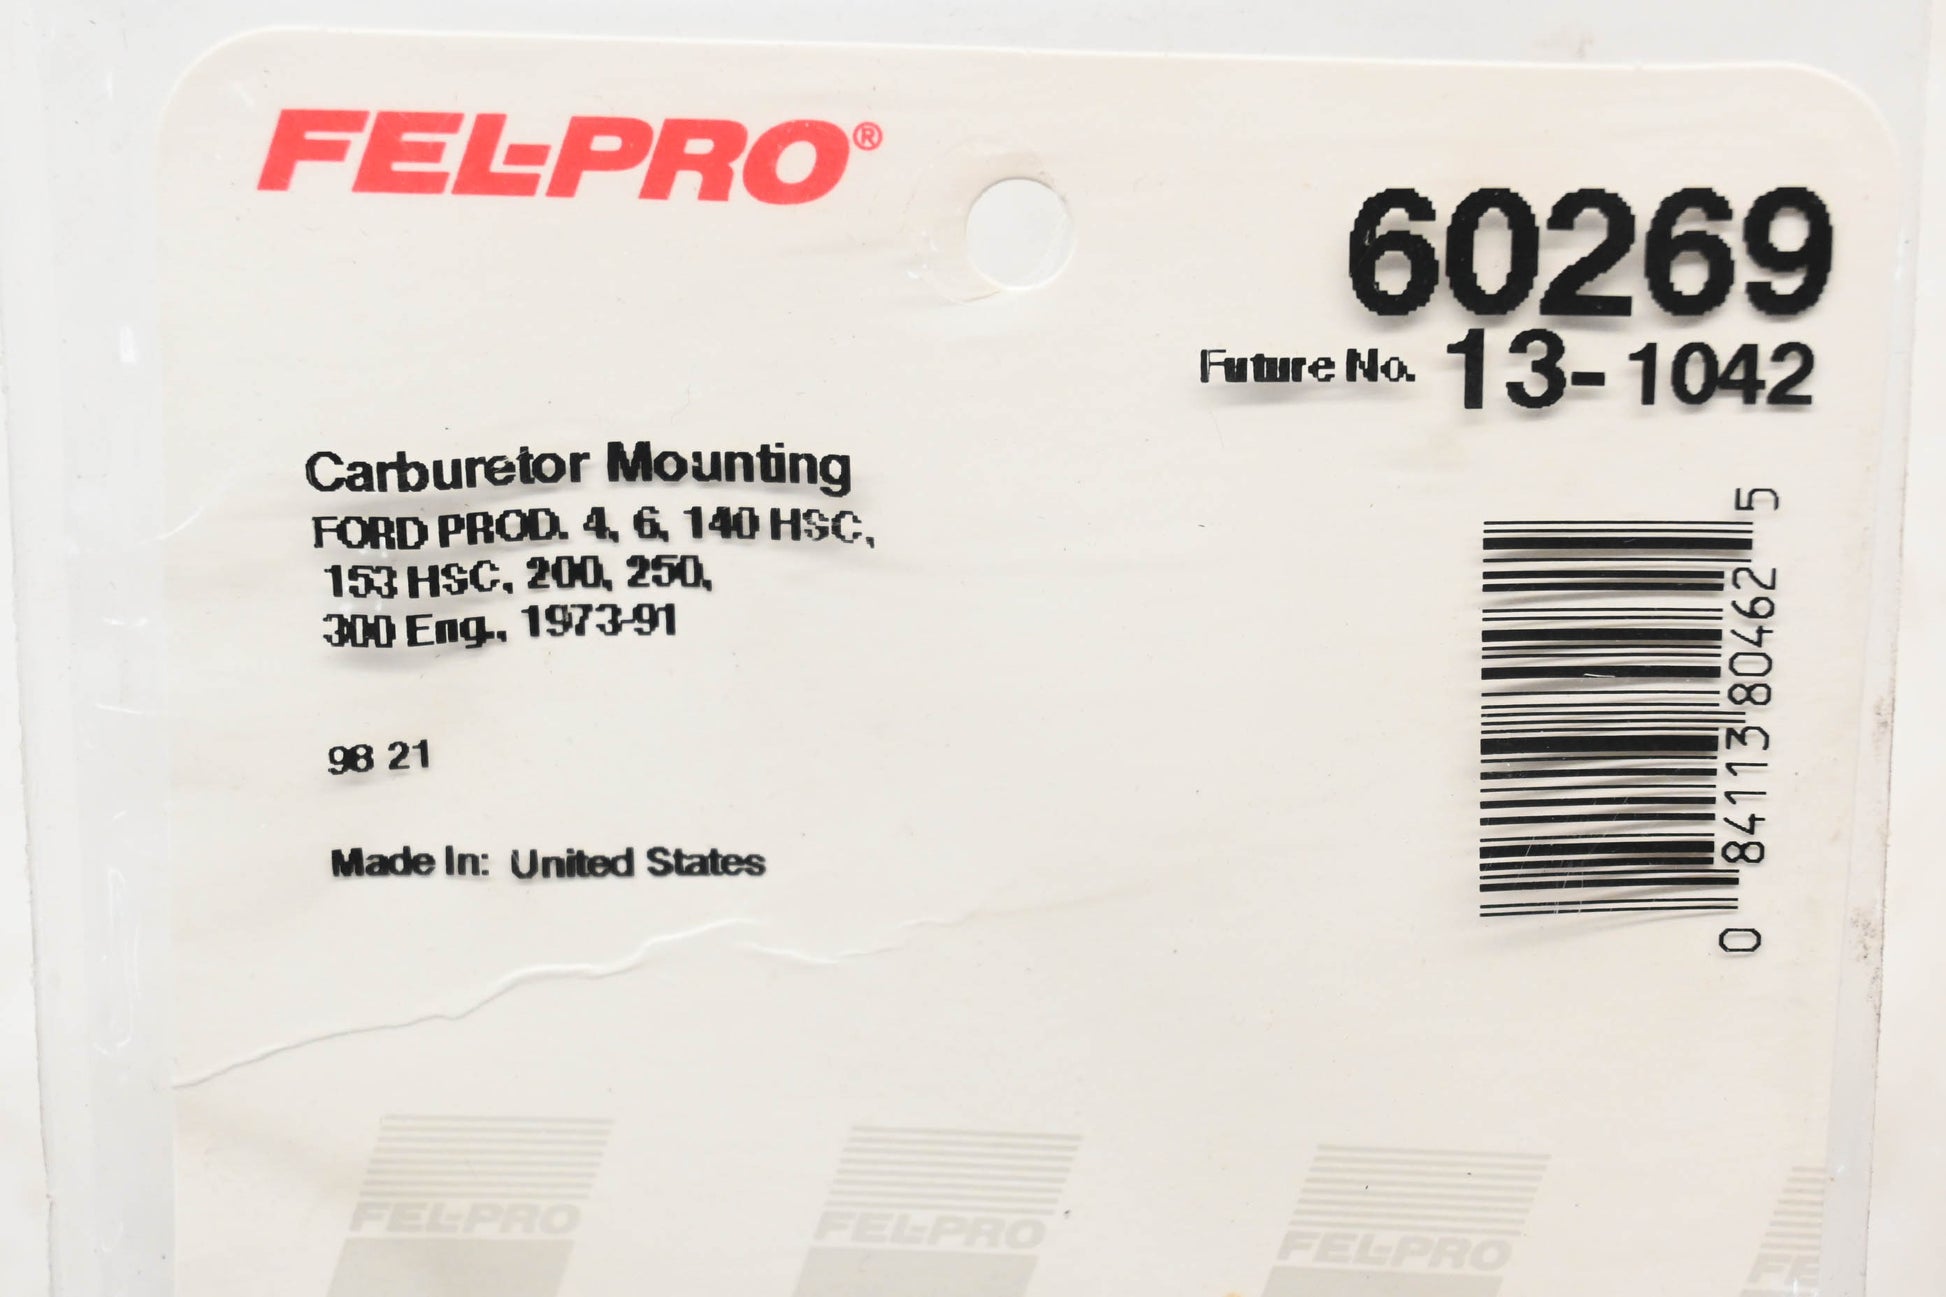 FEL-PRO®
60269
Future No. 13-1042
Carburetor Mounting
FORD PROD. 4, 6, 140 HSC,
153 HSC, 200, 250,
300 Eng., 1973-91
98 21
Made In: United States
0 84113 80462 5
FEL-PRO FEL-PRO FEL-PRO FE